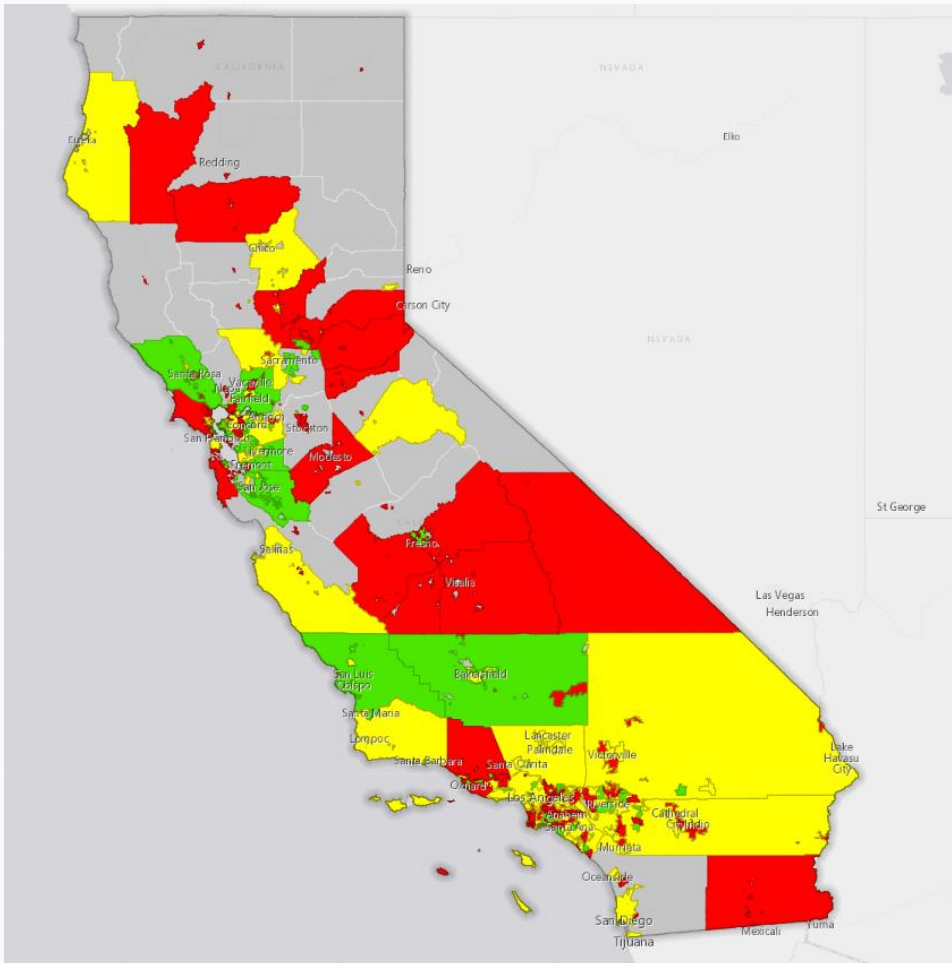 CALIFORNIA
NEVADA
Elko
Eureka
Redding
Chico
Reno
Carson City
NEVADA
Sacramento
Santa Rosa
Vacaville
Napa
Fairfield
Antioch
Concord
Stockton
San Francisco
Livermore
Modesto
Fremont
San Jose
St George
Fresno
Salinas
Visalia
Las Vegas
Henderson
San Luis
Obispo
Bakersfield
Santa Maria
Lompoc
Lancaster
Palmdale
Victorville
Lake
Havasu
City
Santa Barbara
Santa Clarita
Oxnard
Los Angeles
Riverside
Anaheim
Santa Ana
Cathedral
City
Indio
Murrieta
Oceanside
San Diego
Tijuana
Mexicali
Yuma